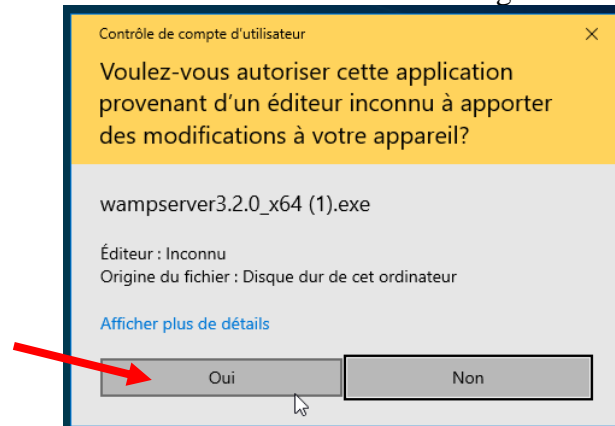 Contrôle de compte d'utilisateur
Voulez-vous autoriser cette application
provenant d'un éditeur inconnu à apporter
des modifications à votre appareil?
wampserver3.2.0_x64 (1).exe
Éditeur : Inconnu
Origine du fichier : Disque dur de cet ordinateur
Afficher plus de détails
Oui
Non